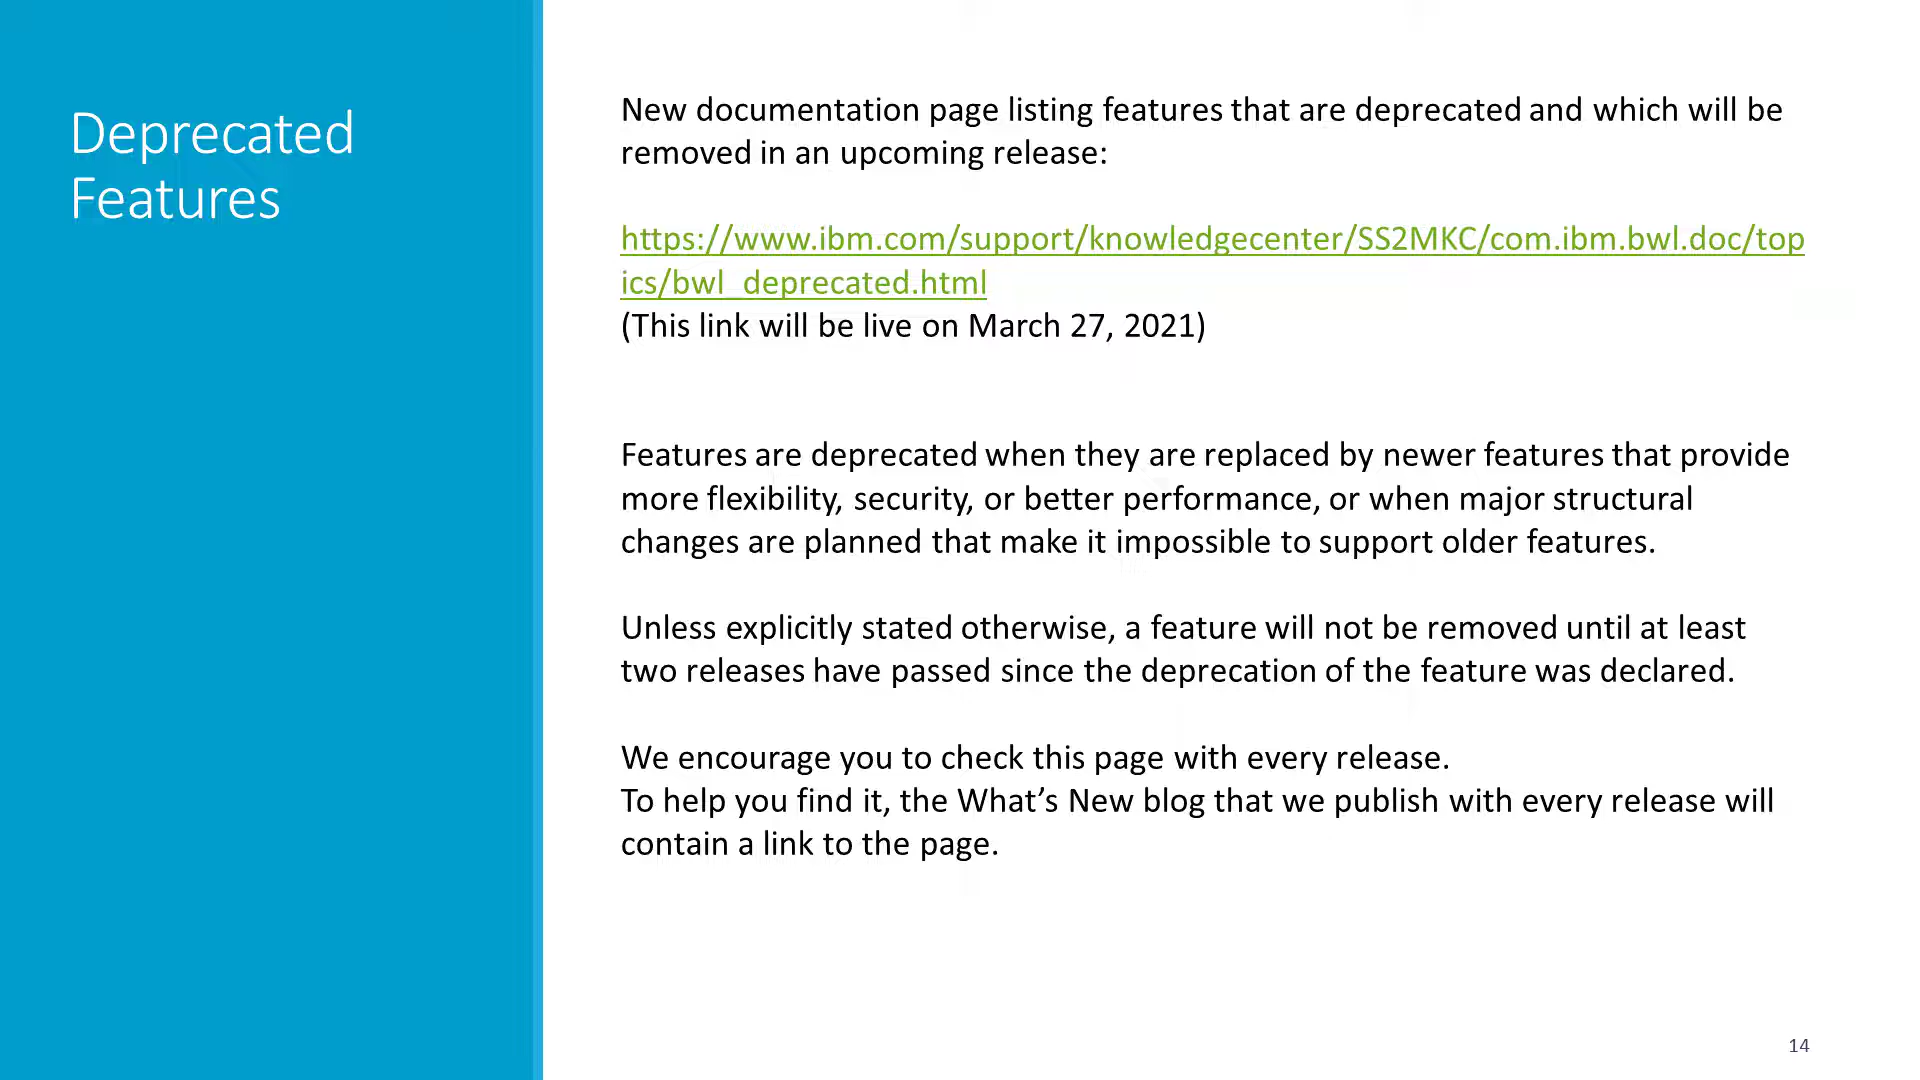 Deprecated
Features
New documentation page listing features that are deprecated and which will be
removed in an upcoming release:
https://www.ibm.com/support/knowledgecenter/SS2MKC/com.ibm.bwl.doc/top
ics/bwl_deprecated.html
(This link will be live on March 27, 2021)
Features are deprecated when they are replaced by newer features that provide
more flexibility, security, or better performance, or when major structural
changes are planned that make it impossible to support older features.
Unless explicitly stated otherwise, a feature will not be removed until at least
two releases have passed since the deprecation of the feature was declared.
We encourage you to check this page with every release.
To help you find it, the What’s New blog that we publish with every release will
contain a link to the page.
14